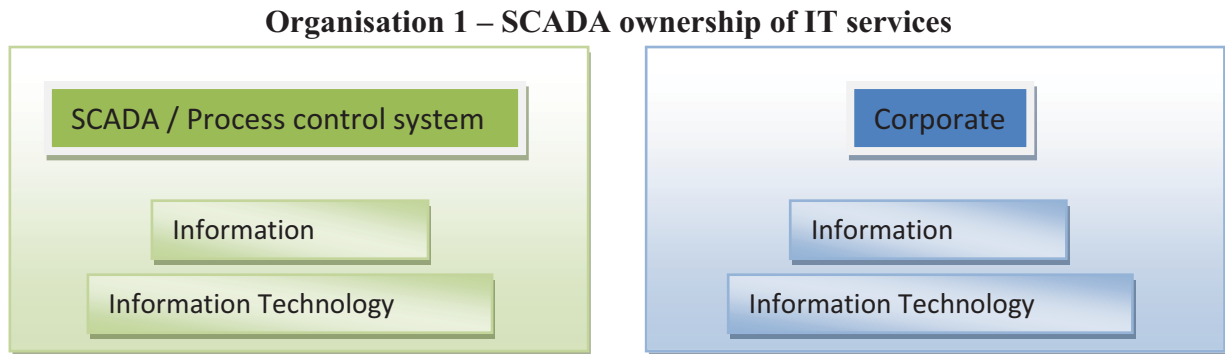 Organisation 1 – SCADA ownership of IT services
SCADA / Process control system
Information
Information Technology
Corporate
Information
Information Technology